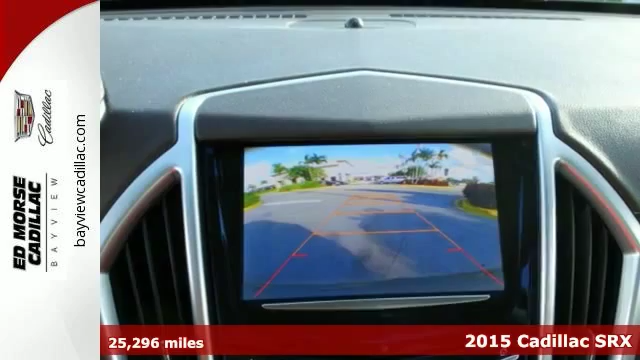 Cadillac
ED MORSE
CADILLAC
BAYVIEW
bayviewcadillac.com
25,296 miles
2015 Cadillac SRX